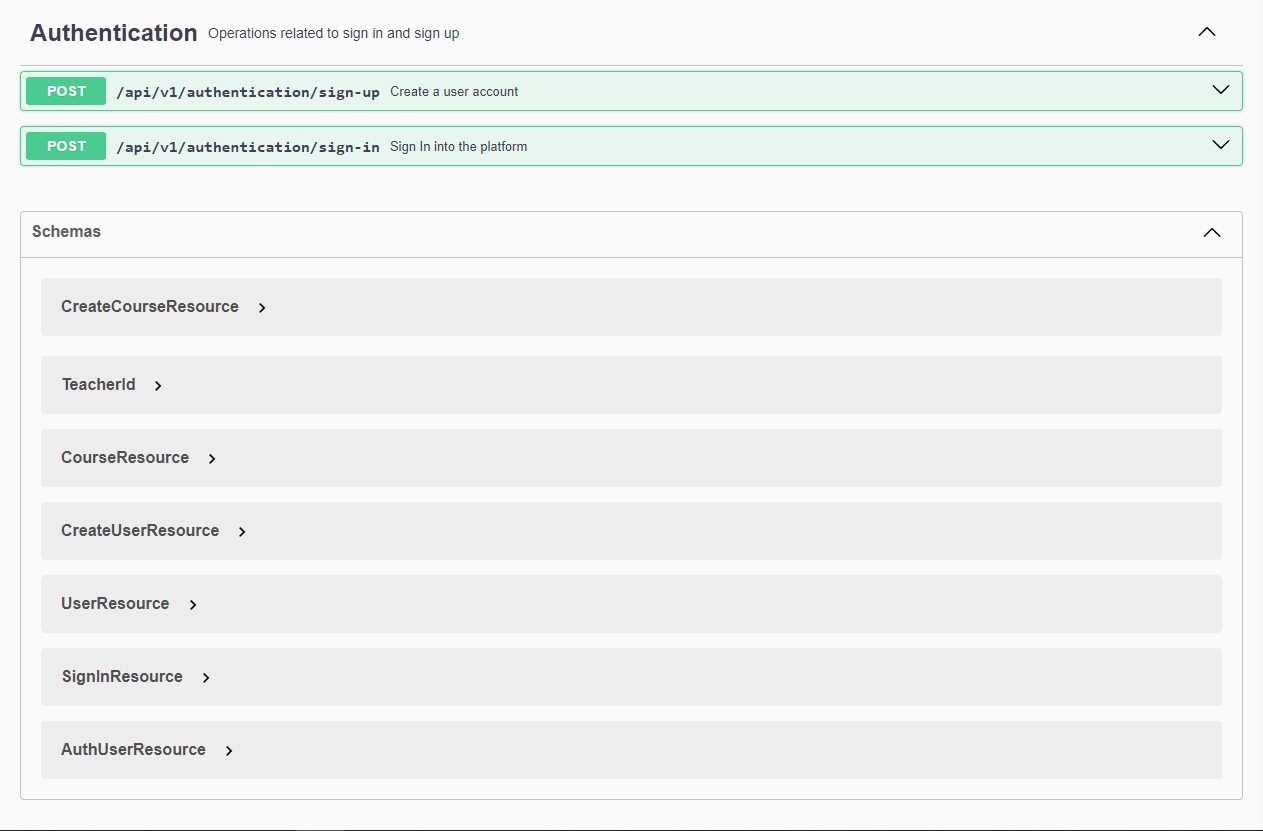 Authentication Operations related to sign in and sign up
POST /api/v1/authentication/sign-up Create a user account
POST /api/v1/authentication/sign-in Sign In into the platform
Schemas
CreateCourseResource
TeacherId
CourseResource
CreateUserResource
UserResource
SignInResource
AuthUserResource